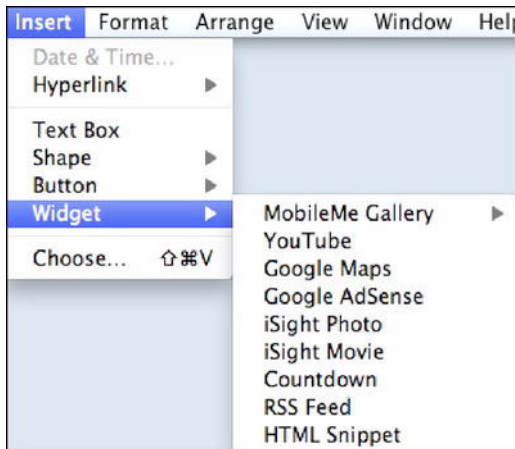 Insert Format Arrange View Window Help
Date & Time...
Hyperlink
Text Box
Shape
Button
Widget
Choose... ⇧⌘V
MobileMe Gallery
YouTube
Google Maps
Google AdSense
iSight Photo
iSight Movie
Countdown
RSS Feed
HTML Snippet